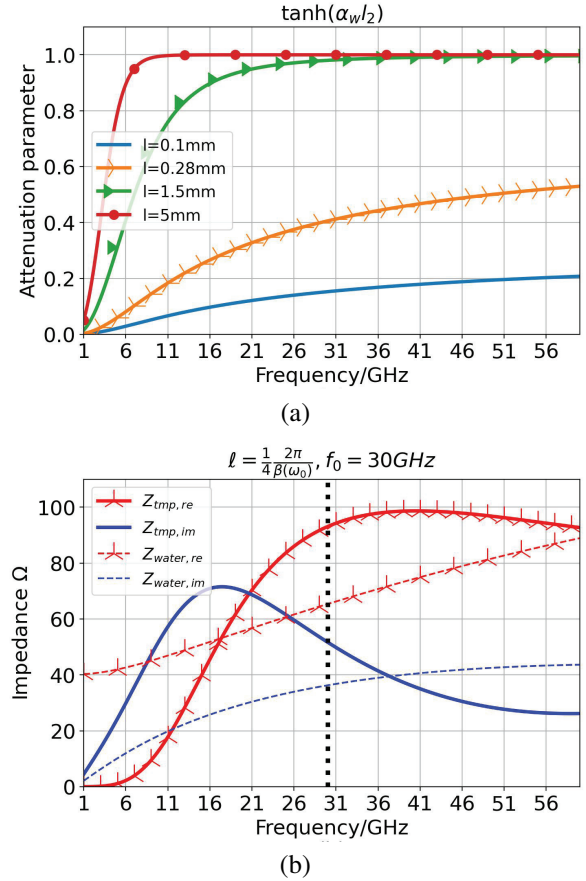 tanh(α_w l_2)
Attenuation parameter
1.0
0.8
0.6
0.4
0.2
0.0
l=0.1mm
l=0.28mm
l=1.5mm
l=5mm
1 6 11 16 21 26 31 36 41 46 51 56
Frequency/GHz
(a)
ℓ = 1/4 2π/β(ω_0), f_0 = 30GHz
Impedance Ω
100
80
60
40
20
0
Z_tmp,re
Z_tmp,im
Z_water,re
Z_water,im
1 6 11 16 21 26 31 36 41 46 51 56
Frequency/GHz
(b)